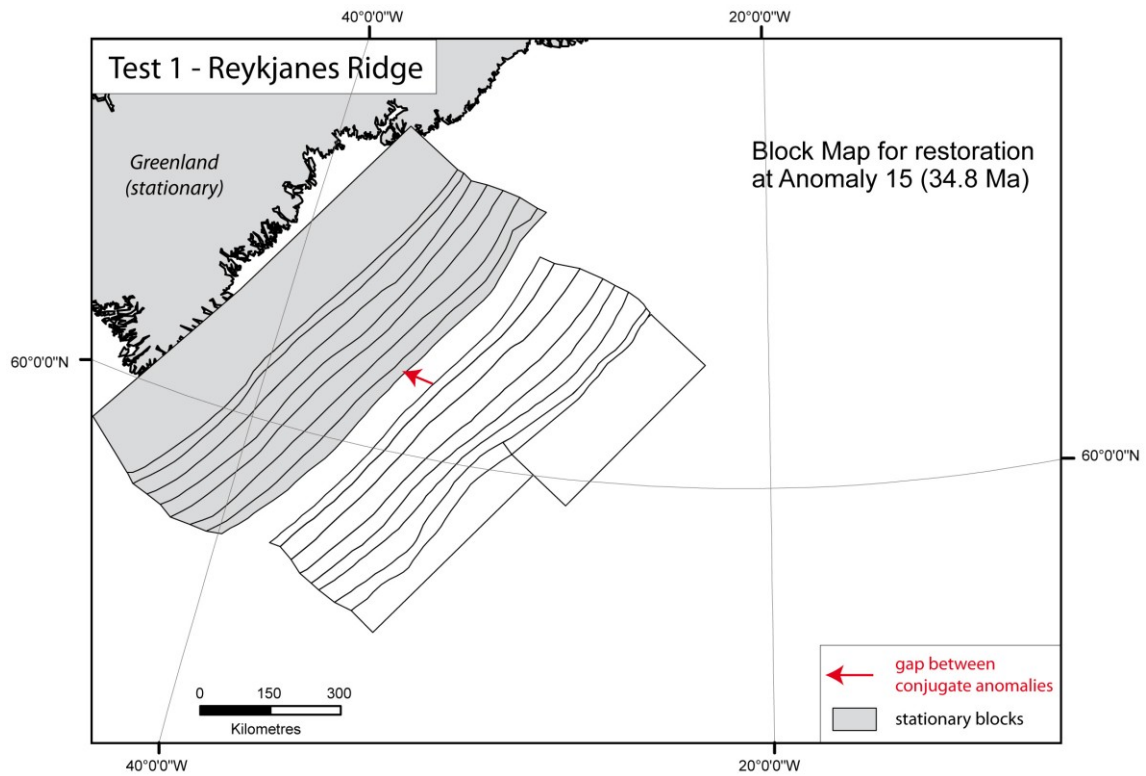 40°0'0"W
20°0'0"W
Test 1 - Reykjanes Ridge
Greenland
(stationary)
Block Map for restoration
at Anomaly 15 (34.8 Ma)
60°0'0"N
60°0'0"N
0 150 300
Kilometres
gap between
conjugate anomalies
stationary blocks
40°0'0"W
20°0'0"W